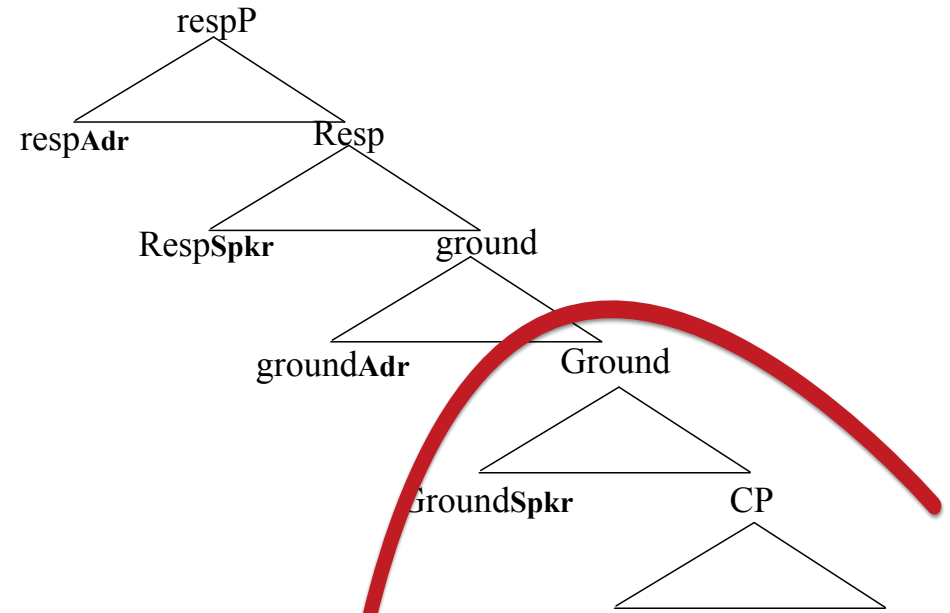 respP
respAdr
Resp
RespSpkr
ground
groundAdr
Ground
GroundSpkr
CP